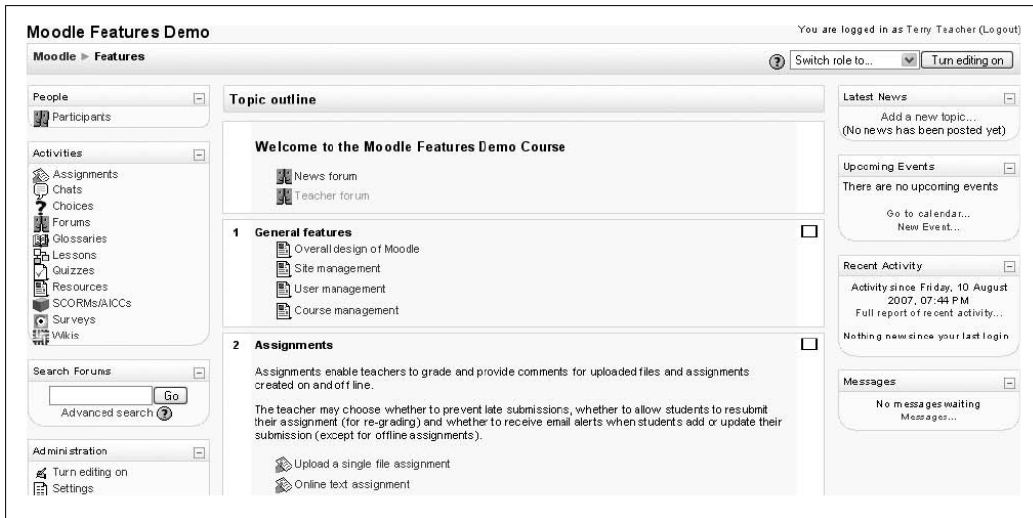 Moodle Features Demo
You are logged in as Terry Teacher (Logout)
Moodle ► Features
Switch role to...
Turn editing on
People
Participants
Activities
Assignments
Chats
Choices
Forums
Glossaries
Lessons
Quizzes
Resources
SCORMs/AICCs
Surveys
Wikis
Search Forums
Go
Advanced search
Administration
Turn editing on
Settings
Topic outline
Welcome to the Moodle Features Demo Course
News forum
Teacher forum
1 General features
Overall design of Moodle
Site management
User management
Course management
2 Assignments
Assignments enable teachers to grade and provide comments for uploaded files and assignments
created on and off line.
The teacher may choose whether to prevent late submissions, whether to allow students to resubmit
their assignment (for re-grading) and whether to receive email alerts when students add or update their
submission (except for offline assignments).
Upload a single file assignment
Online text assignment
Latest News
Add a new topic...
(No news has been posted yet)
Upcoming Events
There are no upcoming events
Go to calendar...
New Event...
Recent Activity
Activity since Friday, 10 August
2007, 07:44 PM
Full report of recent activity...
Nothing new since your last login
Messages
No messages waiting
Messages...